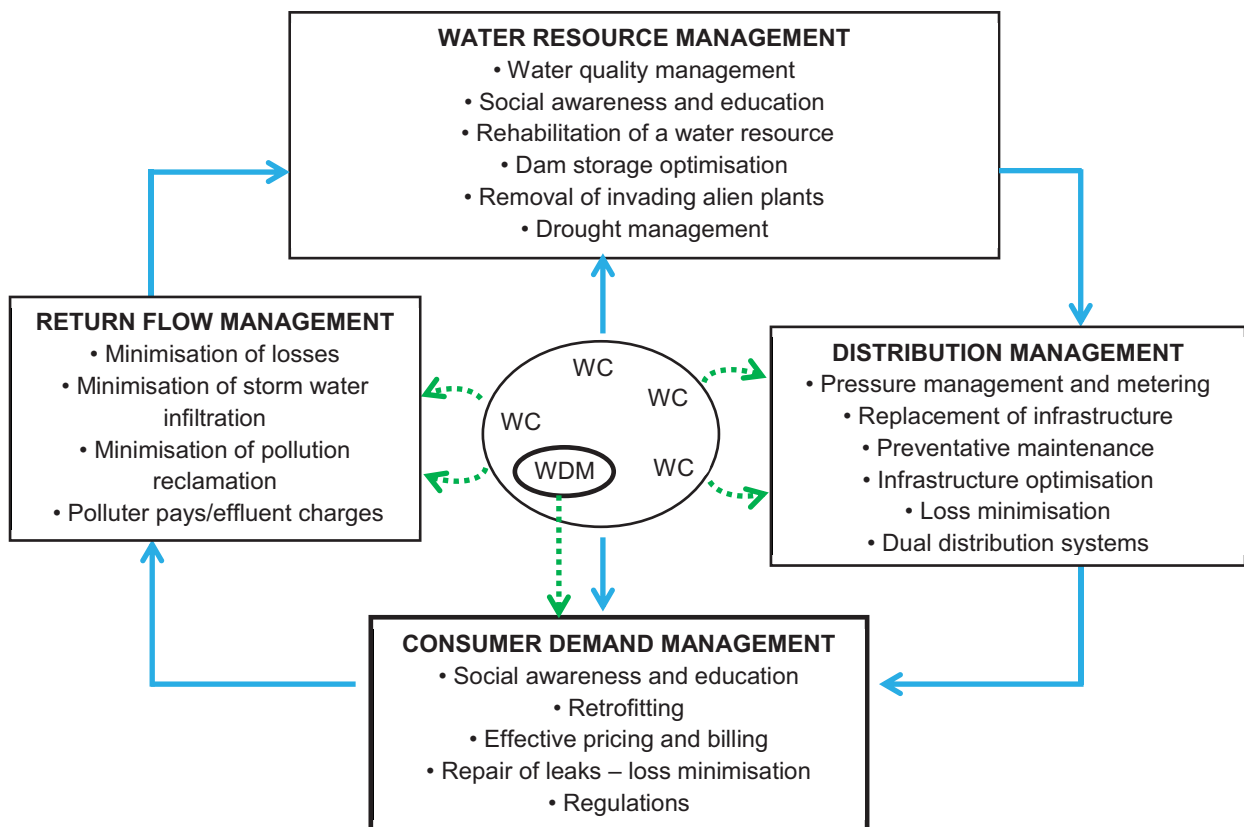 WATER RESOURCE MANAGEMENT
• Water quality management
• Social awareness and education
• Rehabilitation of a water resource
• Dam storage optimisation
• Removal of invading alien plants
• Drought management
RETURN FLOW MANAGEMENT
• Minimisation of losses
• Minimisation of storm water
infiltration
• Minimisation of pollution
reclamation
• Polluter pays/effluent charges
WC
WC
WC
WDM
WC
DISTRIBUTION MANAGEMENT
• Pressure management and metering
• Replacement of infrastructure
• Preventative maintenance
• Infrastructure optimisation
• Loss minimisation
• Dual distribution systems
CONSUMER DEMAND MANAGEMENT
• Social awareness and education
• Retrofitting
• Effective pricing and billing
• Repair of leaks – loss minimisation
• Regulations